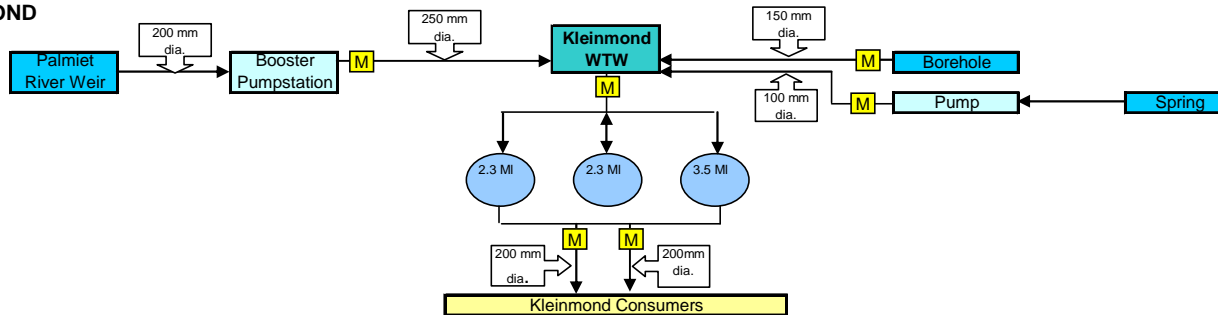 OND
200 mm
dia.
250 mm
dia.
150 mm
dia.
Palmiet
River Weir
Booster
Pumpstation
M
Kleinmond
WTW
M
Borehole
M
100 mm
dia.
M
Pump
Spring
2.3 Ml
2.3 Ml
3.5 Ml
M
M
200 mm
dia.
200mm
dia.
Kleinmond Consumers